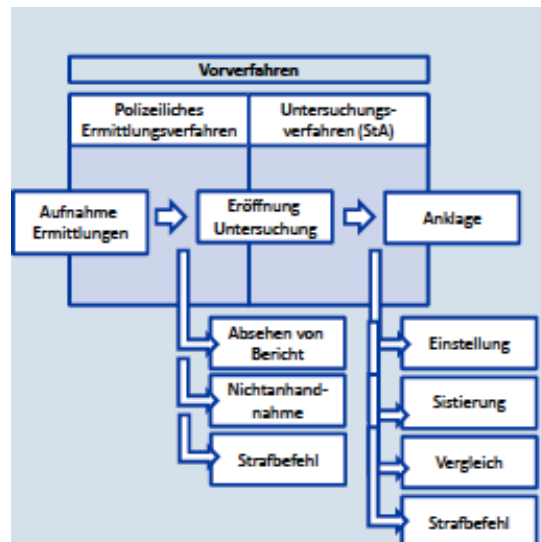 Vorverfahren
Polizeiliches
Ermittlungsverfahren
Untersuchungs-
verfahren (StA)
Aufnahme
Ermittlungen
Eröffnung
Untersuchung
Anklage
Absehen von
Bericht
Nichtanhand-
nahme
Strafbefehl
Einstellung
Sistierung
Vergleich
Strafbefehl